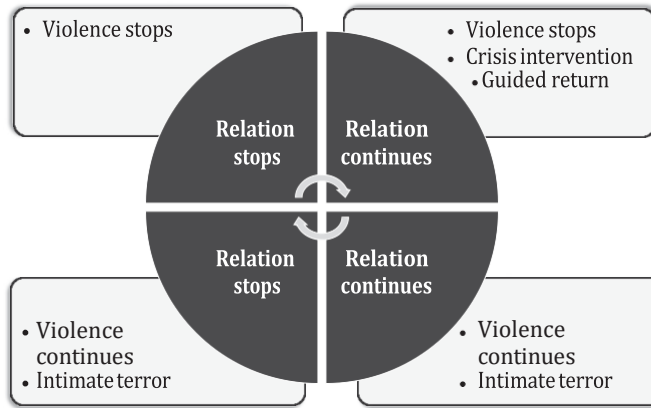 • Violence stops
• Violence stops
• Crisis intervention
• Guided return
Relation
stops
Relation
continues
Relation
stops
Relation
continues
• Violence
continues
• Intimate terror
• Violence
continues
• Intimate terror